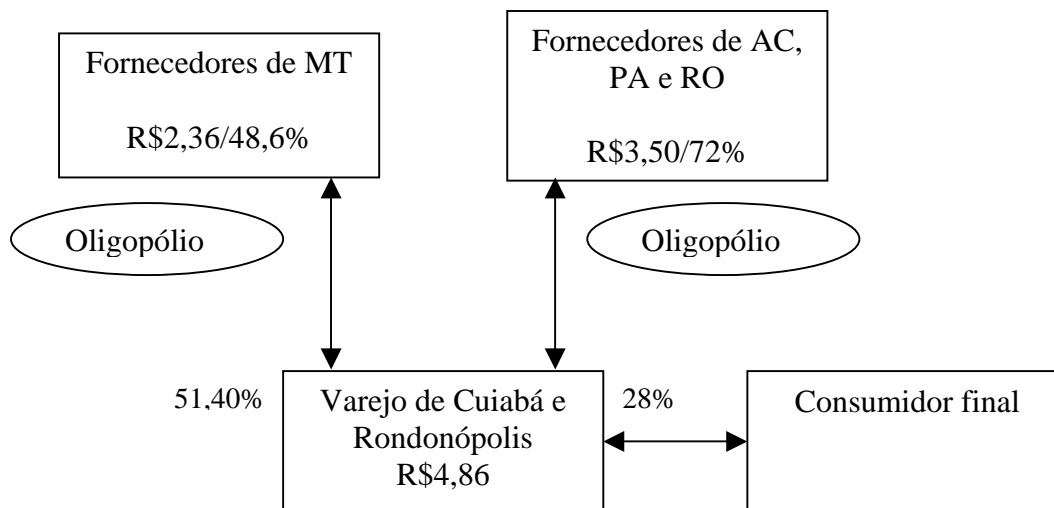 Fornecedores de MT
R$2,36/48,6%
Fornecedores de AC,
PA e RO
R$3,50/72%
Oligopólio
Oligopólio
51,40%
Varejo de Cuiabá e
Rondonópolis
R$4,86
28%
Consumidor final